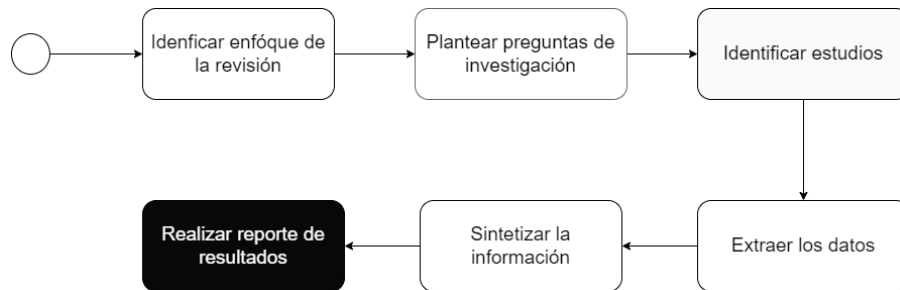 Idenficar enfóque de
la revisión
Plantear preguntas de
investigación
Identificar estudios
Extraer los datos
Sintetizar la
información
Realizar reporte de
resultados